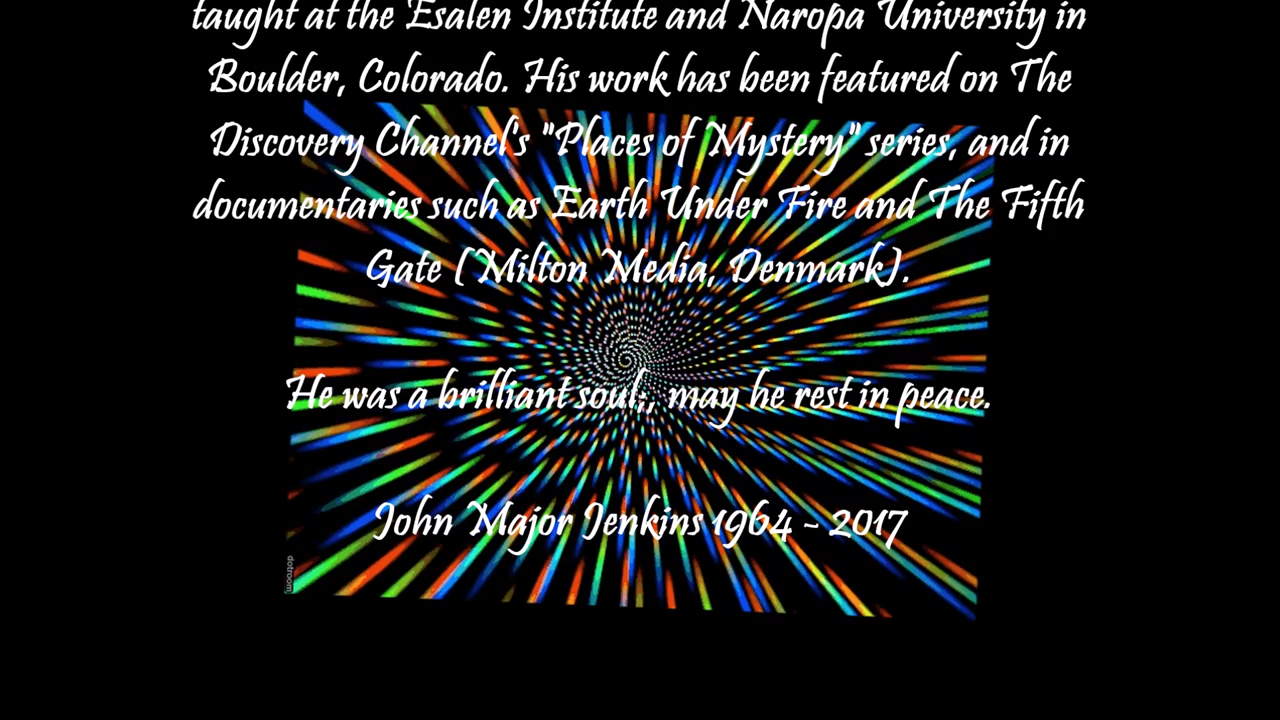 taught at the Esalen Institute and Naropa University in
Boulder, Colorado. His work has been featured on The
Discovery Channel's "Places of Mystery" series, and in
documentaries such as Earth Under Fire and The Fifth
Gate (Milton Media, Denmark).
He was a brilliant soul;, may he rest in peace.
John Major Jenkins 1964 - 2017
dotroom